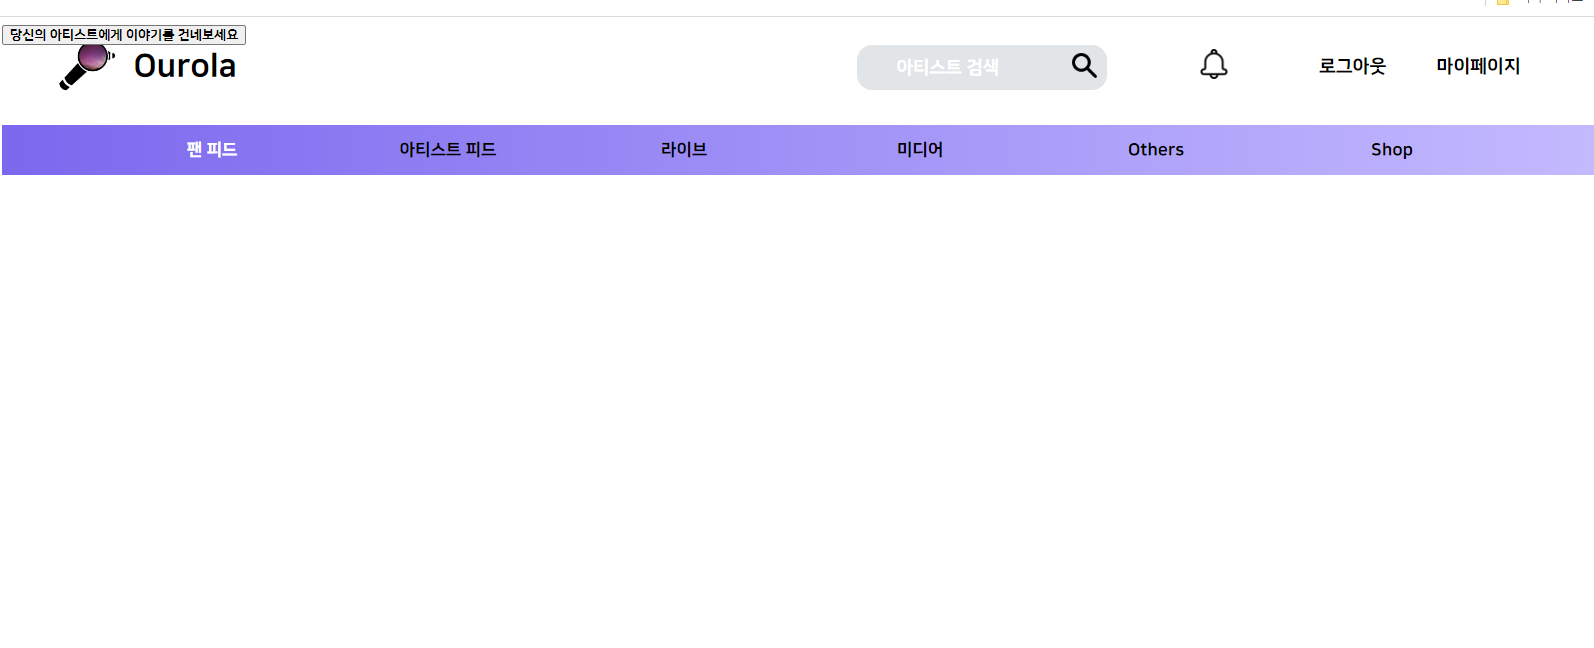 당신의 아티스트에게 이야기를 건네보세요
Ourola
아티스트 검색
로그아웃
마이페이지
팬 피드
아티스트 피드
라이브
미디어
Others
Shop